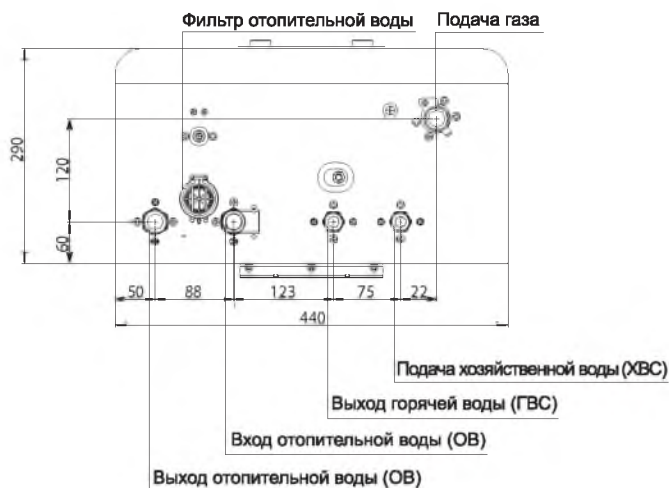 Фильтр отопительной воды
Подача газа
290
120
60
50
88
123
75
22
440
Подача хозяйственной воды (ХВС)
Выход горячей воды (ГВС)
Вход отопительной воды (ОВ)
Выход отопительной воды (ОВ)